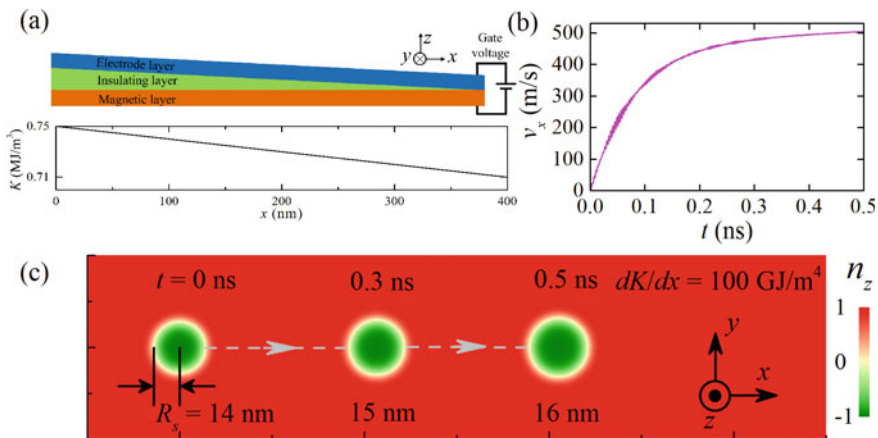 (a)
z
y x
Gate
voltage
Electrode layer
Insulating layer
Magnetic layer
K (MJ/m³)
0.75
0.71
0 100 200 300 400
x (nm)
(b)
v_x (m/s)
500
400
300
200
100
0
0.0 0.1 0.2 0.3 0.4 0.5
t (ns)
(c)
t = 0 ns 0.3 ns 0.5 ns dK/dx = 100 GJ/m⁴
R_s = 14 nm 15 nm 16 nm
y
x
z
n_z
1
0
-1